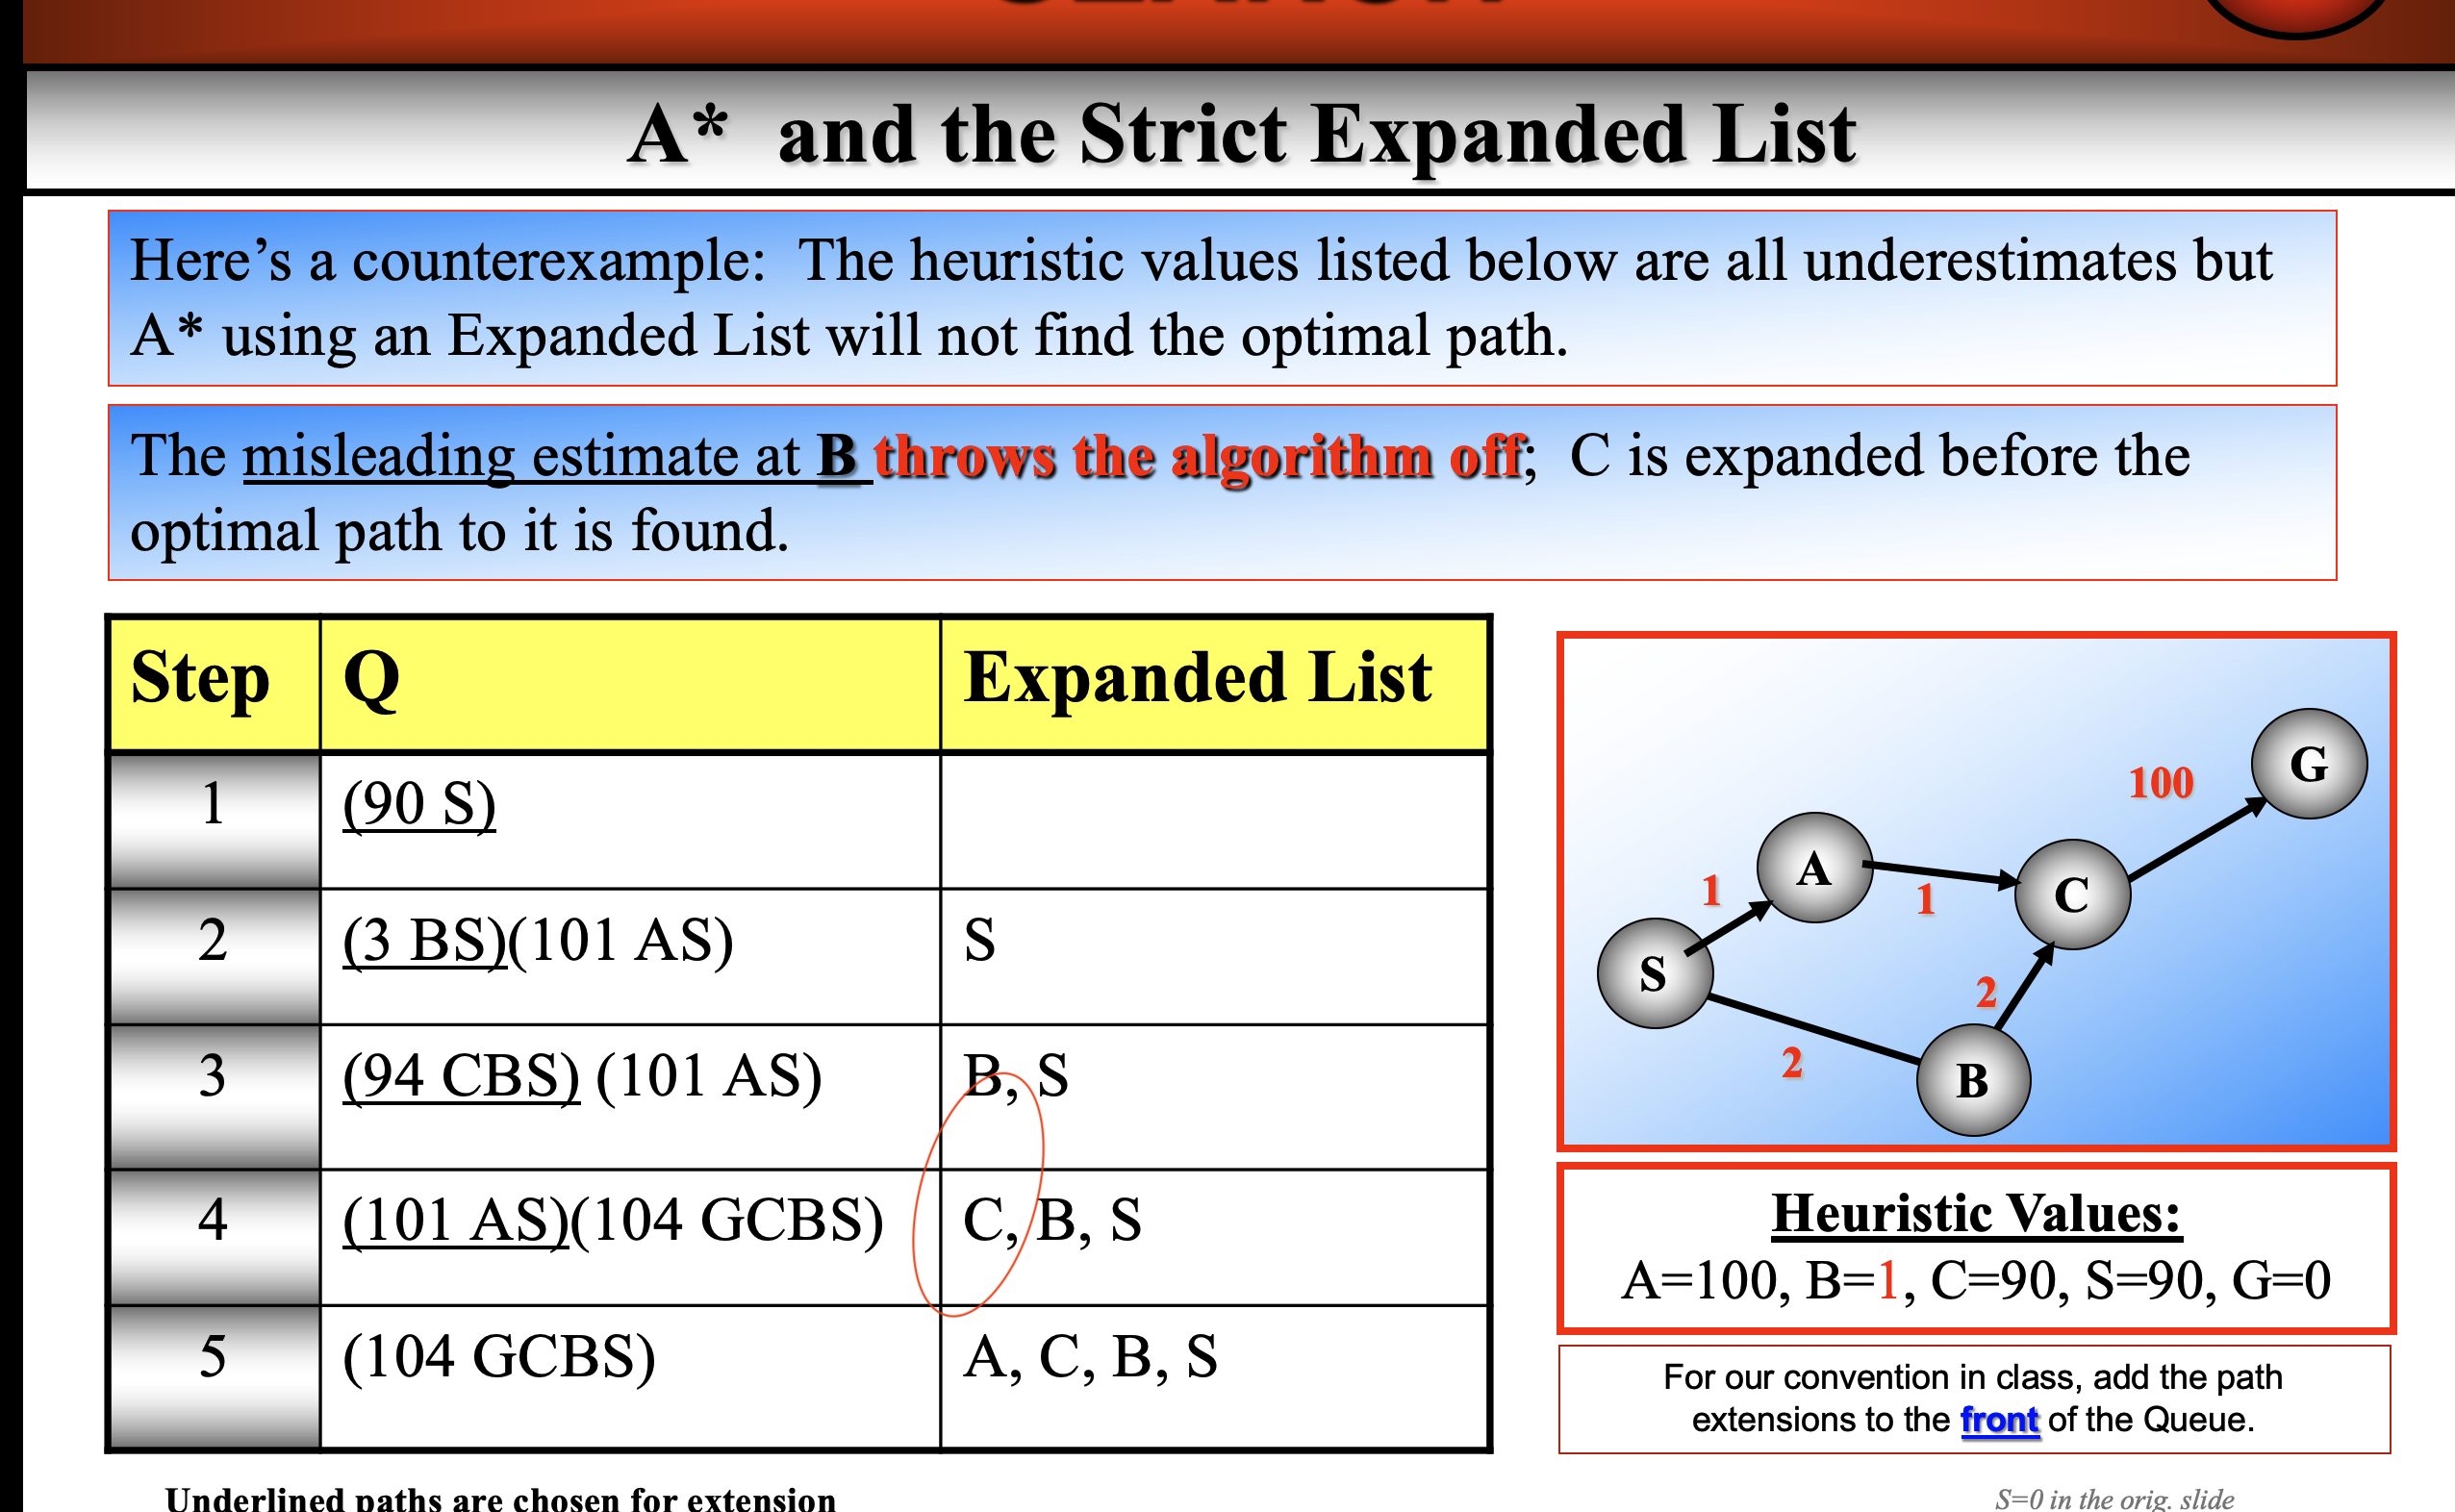 A* and the Strict Expanded List
Here’s a counterexample: The heuristic values listed below are all underestimates but
A* using an Expanded List will not find the optimal path.
The misleading estimate at B throws the algorithm off; C is expanded before the
optimal path to it is found.
Step Q Expanded List
1 (90 S)
2 (3 BS)(101 AS) S
3 (94 CBS) (101 AS) B, S
4 (101 AS)(104 GCBS) C, B, S
5 (104 GCBS) A, C, B, S
G
100
A
C
1
1
S
2
B
2
Heuristic Values:
A=100, B=1, C=90, S=90, G=0
For our convention in class, add the path
extensions to the front of the Queue.
Underlined paths are chosen for extension
S=0 in the orig. slide